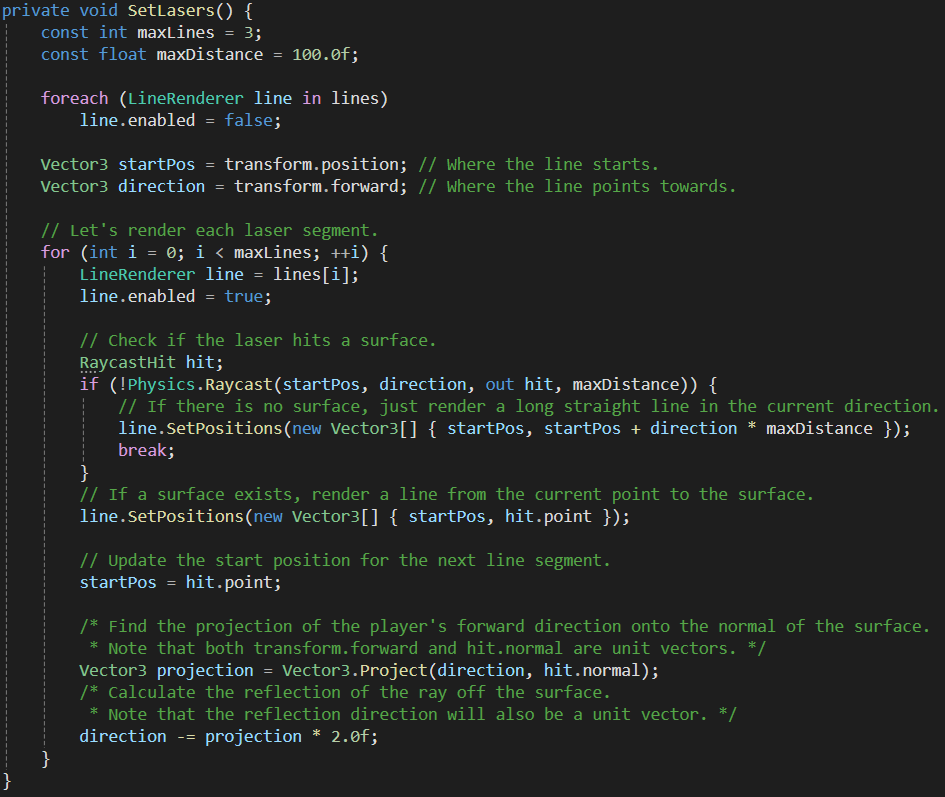 private void SetLasers() {
    const int maxLines = 3;
    const float maxDistance = 100.0f;

    foreach (LineRenderer line in lines)
        line.enabled = false;

    Vector3 startPos = transform.position; // Where the line starts.
    Vector3 direction = transform.forward; // Where the line points towards.

    // Let's render each laser segment.
    for (int i = 0; i < maxLines; ++i) {
        LineRenderer line = lines[i];
        line.enabled = true;

        // Check if the laser hits a surface.
        RaycastHit hit;
        if (!Physics.Raycast(startPos, direction, out hit, maxDistance)) {
            // If there is no surface, just render a long straight line in the current direction.
            line.SetPositions(new Vector3[] { startPos, startPos + direction * maxDistance });
            break;
        }
        // If a surface exists, render a line from the current point to the surface.
        line.SetPositions(new Vector3[] { startPos, hit.point });

        // Update the start position for the next line segment.
        startPos = hit.point;

        /* Find the projection of the player's forward direction onto the normal of the surface.
         * Note that both transform.forward and hit.normal are unit vectors. */
        Vector3 projection = Vector3.Project(direction, hit.normal);
        /* Calculate the reflection of the ray off the surface.
         * Note that the reflection direction will also be a unit vector. */
        direction -= projection * 2.0f;
    }
}